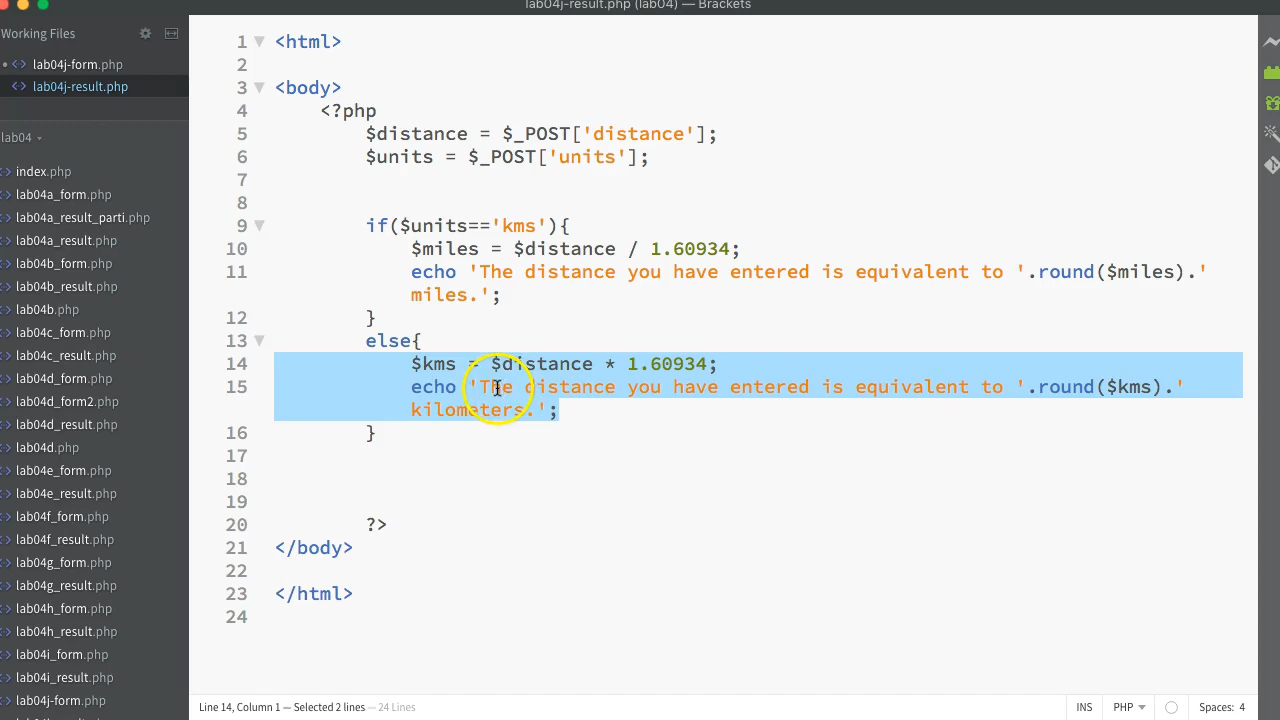 lab04j-result.php (lab04) — Brackets
Working Files
lab04j-form.php
lab04j-result.php
lab04
index.php
lab04a_form.php
lab04a_result_parti.php
lab04a_result.php
lab04b_form.php
lab04b_result.php
lab04b.php
lab04c_form.php
lab04c_result.php
lab04d_form.php
lab04d_form2.php
lab04d_result.php
lab04d.php
lab04e_form.php
lab04e_result.php
lab04f_form.php
lab04f_result.php
lab04g_form.php
lab04g_result.php
lab04h_form.php
lab04h_result.php
lab04i_form.php
lab04i_result.php
lab04j-form.php
1 <html>
2
3 <body>
4 <?php
5 $distance = $_POST['distance'];
6 $units = $_POST['units'];
7
8
9 if($units=='kms'){
10 $miles = $distance / 1.60934;
11 echo 'The distance you have entered is equivalent to '.round($miles).'
miles.';
12 }
13 else{
14 $kms = $distance * 1.60934;
15 echo 'The distance you have entered is equivalent to '.round($kms).'
kilometers.';
16 }
17
18
19
20 ?>
21 </body>
22
23 </html>
24
Line 14, Column 1 — Selected 2 lines — 24 Lines
INS
PHP
Spaces: 4